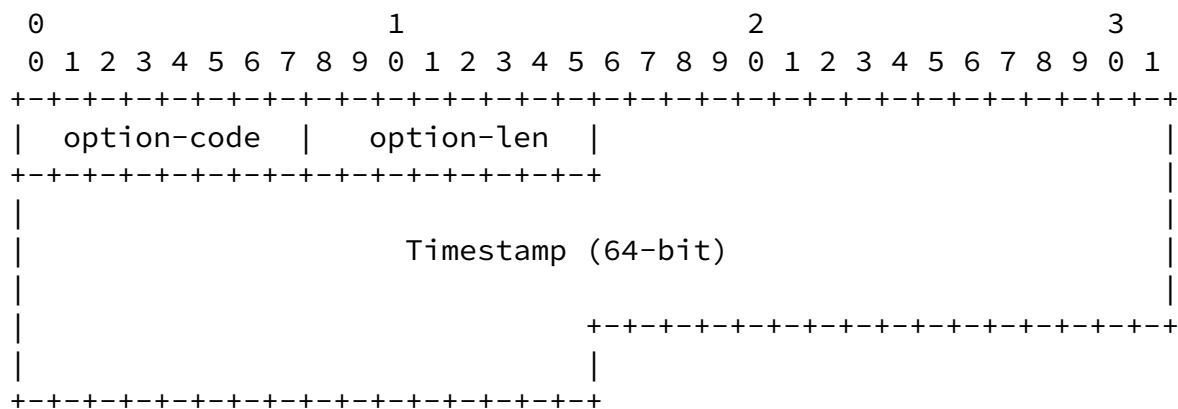 0                   1                   2                   3
0 1 2 3 4 5 6 7 8 9 0 1 2 3 4 5 6 7 8 9 0 1 2 3 4 5 6 7 8 9 0 1
+-+-+-+-+-+-+-+-+-+-+-+-+-+-+-+-+-+-+-+-+-+-+-+-+-+-+-+-+-+-+-+-+
|  option-code  |   option-len  |                               |
+-+-+-+-+-+-+-+-+-+-+-+-+-+-+-+-+                               |
|                                                               |
|                     Timestamp (64-bit)                        |
|                                                               |
|                               +-+-+-+-+-+-+-+-+-+-+-+-+-+-+-+-+
|                               |
+-+-+-+-+-+-+-+-+-+-+-+-+-+-+-+-+